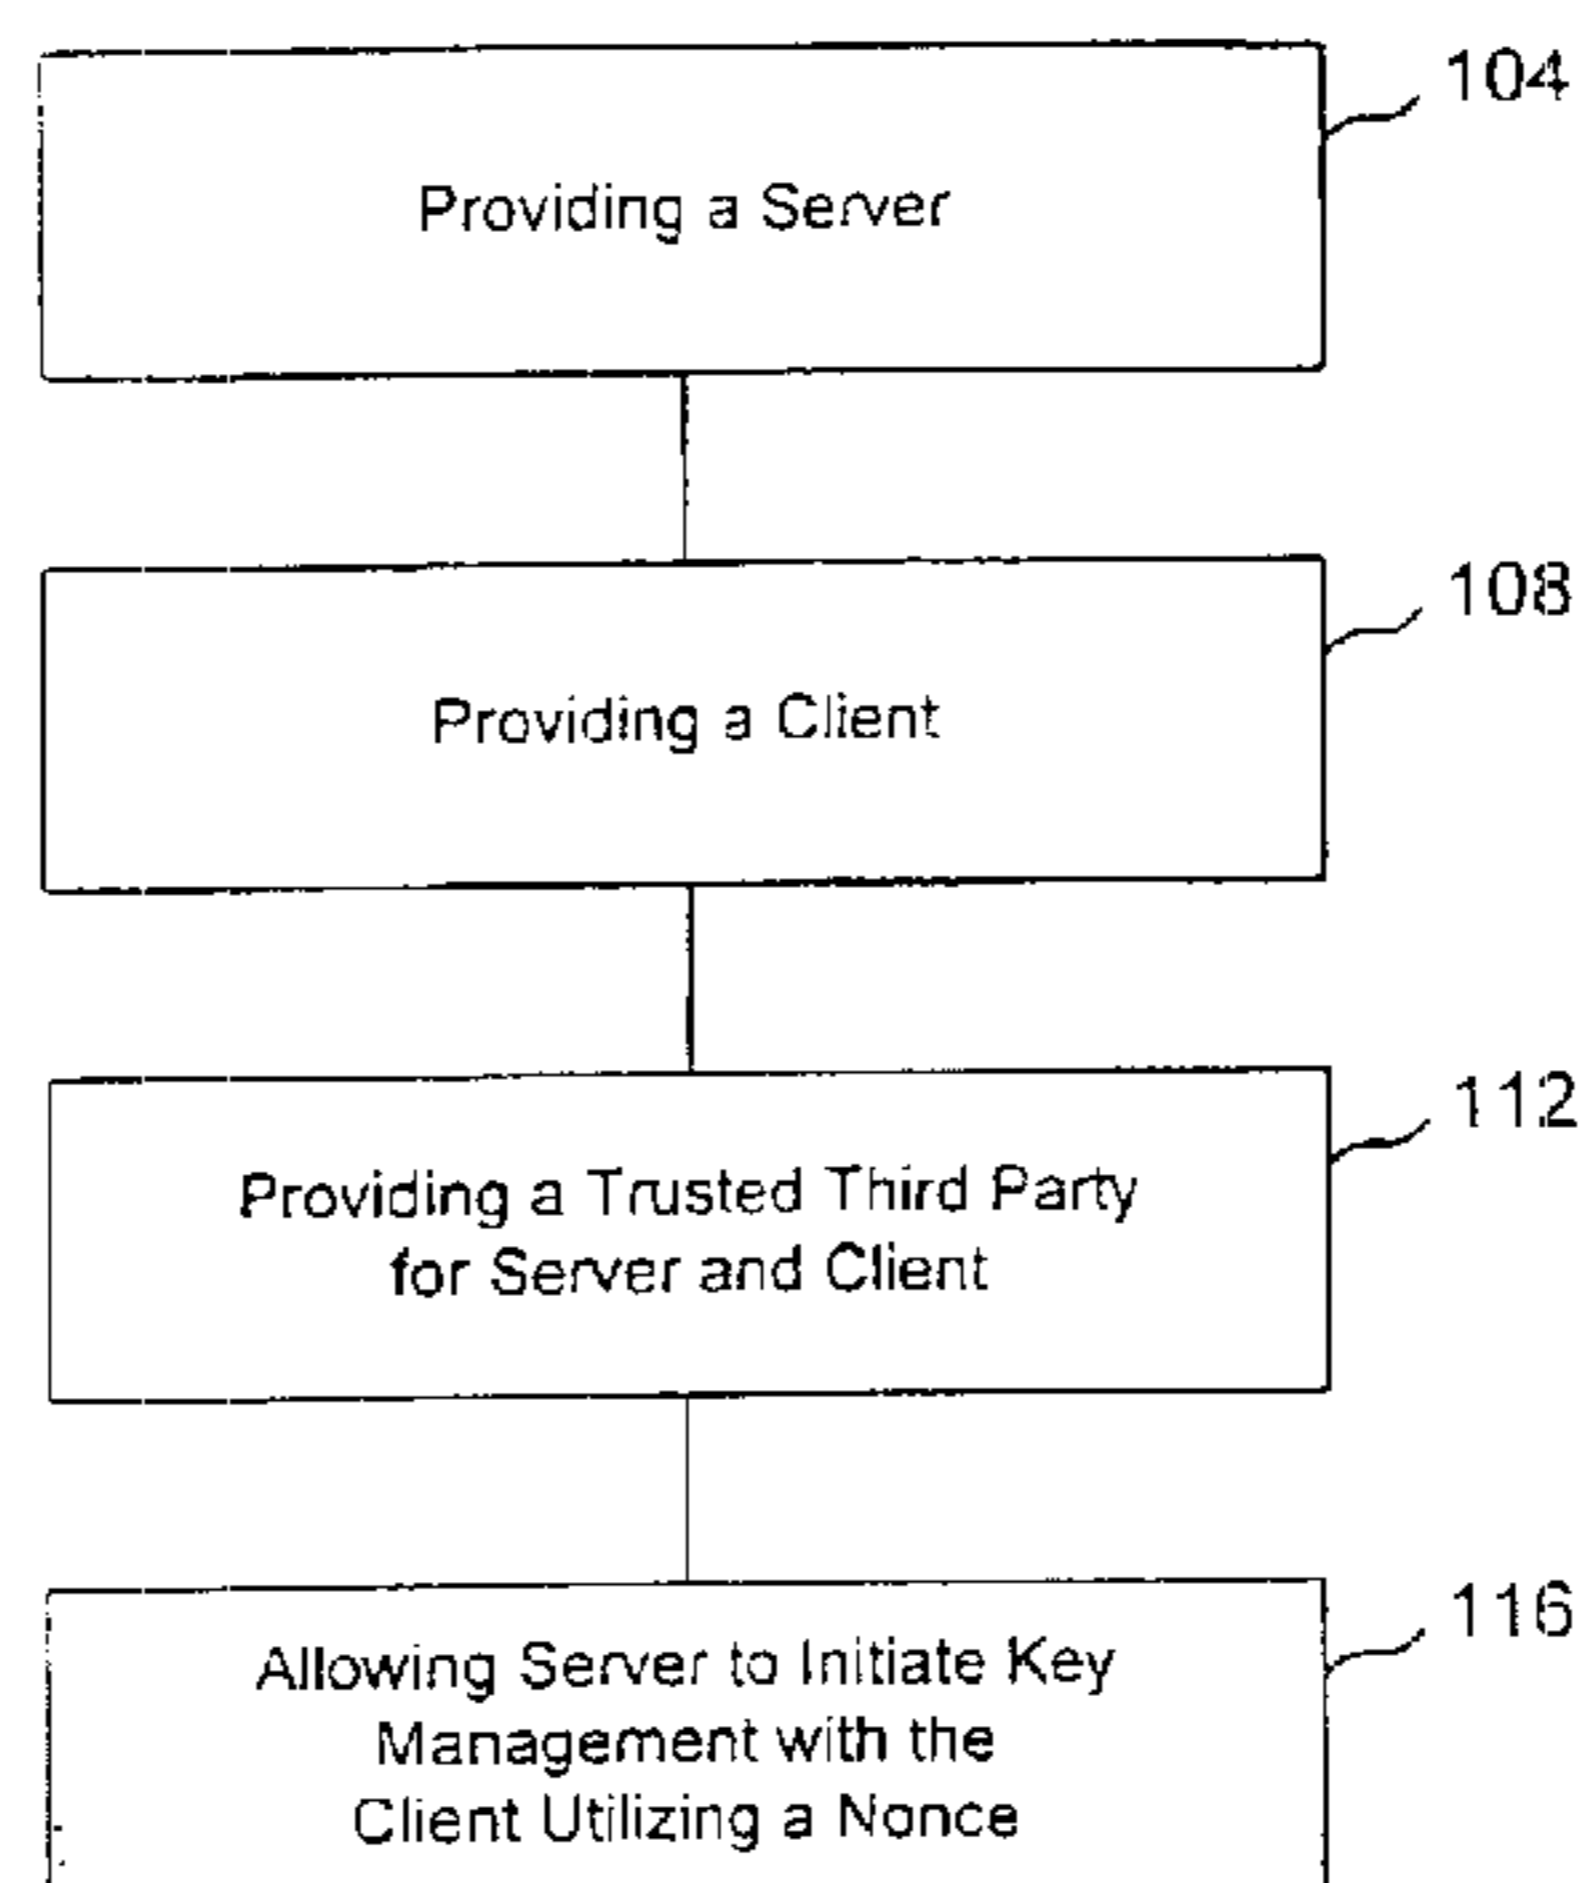 104
Providing a Server
108
Providing a Client
112
Providing a Trusted Third Party
for Server and Client
116
Allowing Server to Initiate Key
Management with the
Client Utilizing a Nonce